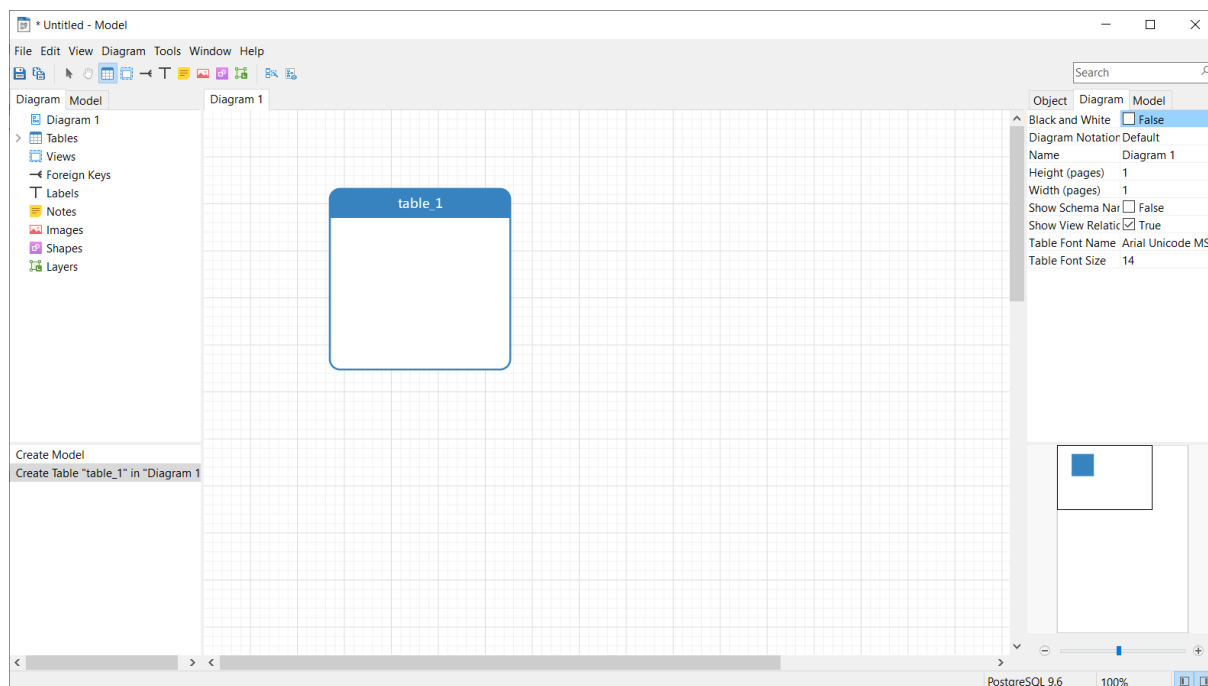 * Untitled - Model
File Edit View Diagram Tools Window Help
Search
Diagram Model
Diagram 1
Tables
Views
Foreign Keys
Labels
Notes
Images
Shapes
Layers
Create Model
Create Table "table_1" in "Diagram 1
Diagram 1
table_1
Object Diagram Model
Black and White False
Diagram Notation Default
Name Diagram 1
Height (pages) 1
Width (pages) 1
Show Schema Nar False
Show View Relatic True
Table Font Name Arial Unicode MS
Table Font Size 14
PostgreSQL 9.6 100%